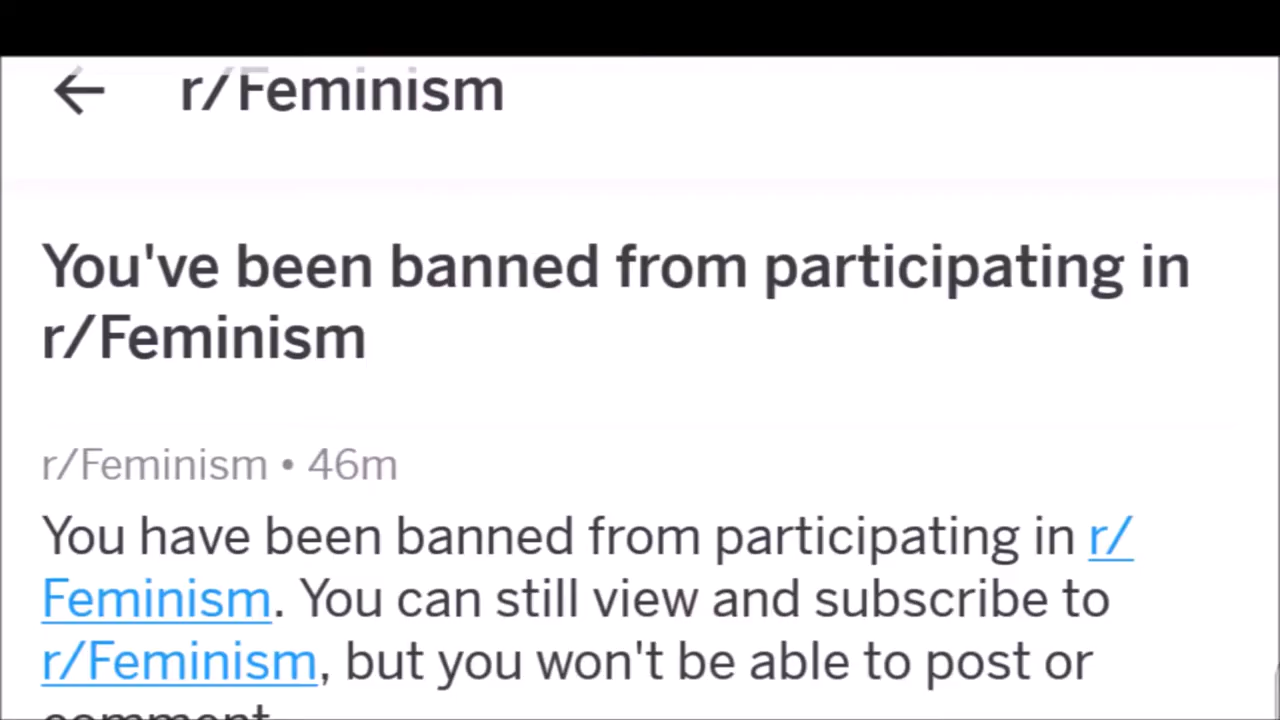 r/Feminism
You've been banned from participating in
r/Feminism
r/Feminism • 46m
You have been banned from participating in r/
Feminism. You can still view and subscribe to
r/Feminism, but you won't be able to post or
comment